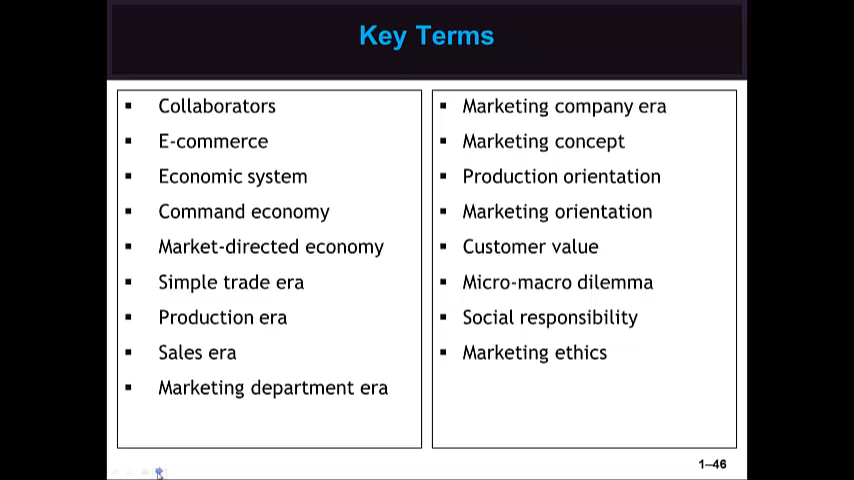 Key Terms
▪ Collaborators
▪ E-commerce
▪ Economic system
▪ Command economy
▪ Market-directed economy
▪ Simple trade era
▪ Production era
▪ Sales era
▪ Marketing department era
▪ Marketing company era
▪ Marketing concept
▪ Production orientation
▪ Marketing orientation
▪ Customer value
▪ Micro-macro dilemma
▪ Social responsibility
▪ Marketing ethics
1–46